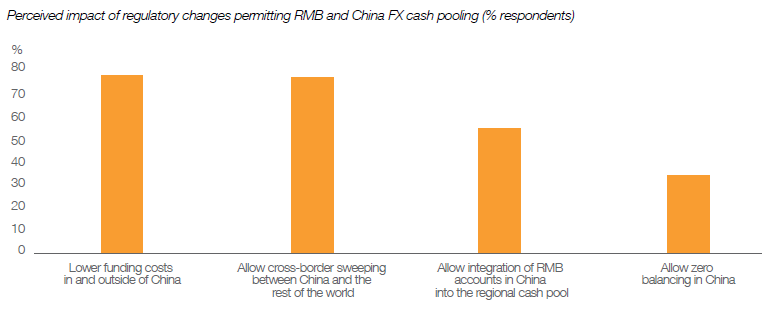 Perceived impact of regulatory changes permitting RMB and China FX cash pooling (% respondents)
%
80
70
60
50
40
30
20
10
0
Lower funding costs
in and outside of China
Allow cross-border sweeping
between China and the
rest of the world
Allow integration of RMB
accounts in China
into the regional cash pool
Allow zero
balancing in China